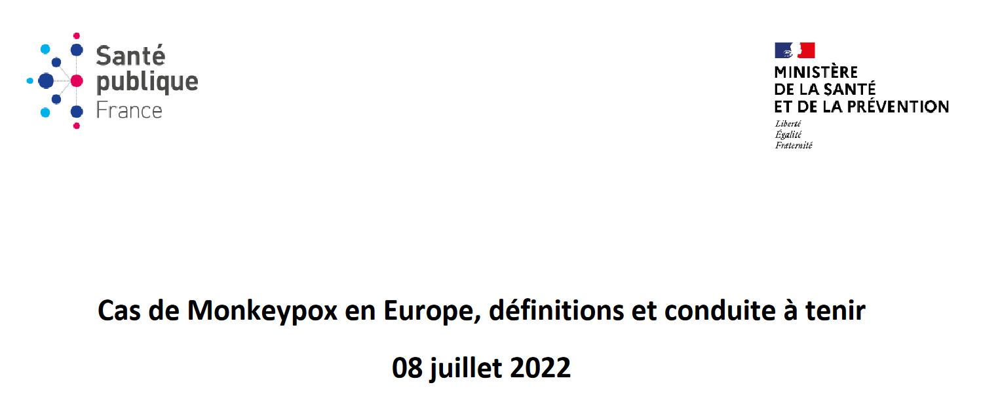 Santé
publique
France
MINISTÈRE
DE LA SANTÉ
ET DE LA PRÉVENTION
Liberté
Égalité
Fraternité
Cas de Monkeypox en Europe, définitions et conduite à tenir
08 juillet 2022